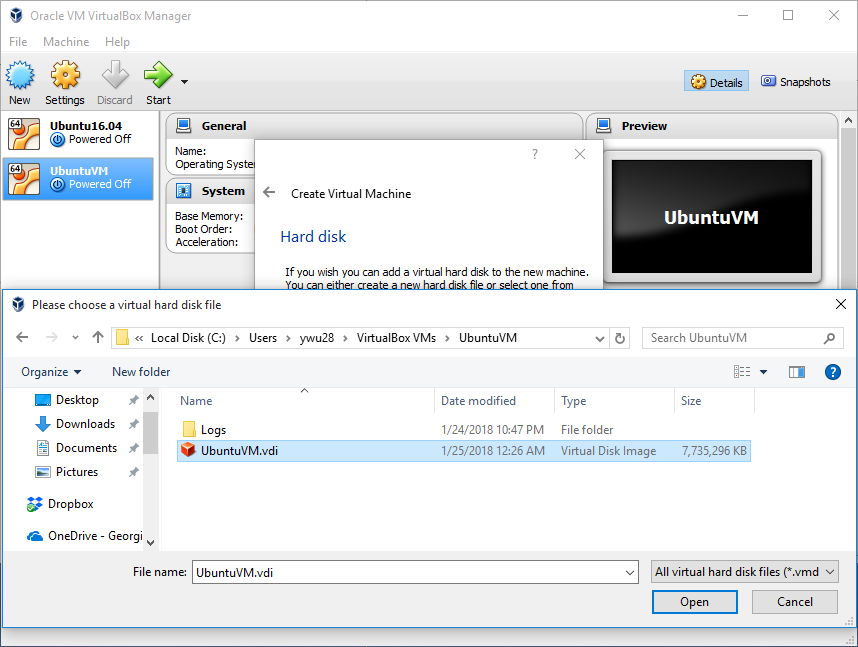 Oracle VM VirtualBox Manager
File Machine Help
New Settings Discard Start
Details Snapshots
64 Ubuntu16.04
Powered Off
64 UbuntuVM
Powered Off
General
Name:
Operating System
System
Base Memory:
Boot Order:
Acceleration:
Preview
UbuntuVM
?
Create Virtual Machine
Hard disk
If you wish you can add a virtual hard disk to the new machine.
You can either create a new hard disk file or select one from
Please choose a virtual hard disk file
« Local Disk (C:) › Users › ywu28 › VirtualBox VMs › UbuntuVM
Search UbuntuVM
Organize New folder
?
Desktop
Downloads
Documents
Pictures
Dropbox
OneDrive - Georgi
Name Date modified Type Size
Logs 1/24/2018 10:47 PM File folder
UbuntuVM.vdi 1/25/2018 12:26 AM Virtual Disk Image 7,735,296 KB
File name: UbuntuVM.vdi All virtual hard disk files (*.vmd
Open Cancel